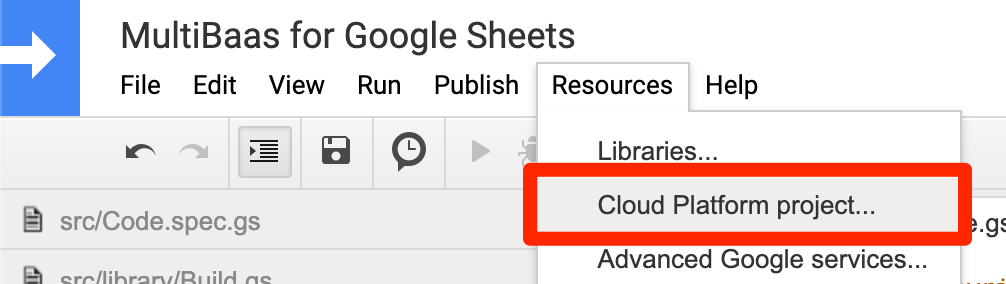 MultiBaas for Google Sheets
File Edit View Run Publish Resources Help
Libraries...
Cloud Platform project...
src/Code.spec.gs
Advanced Google services...
src/library/Build.gs